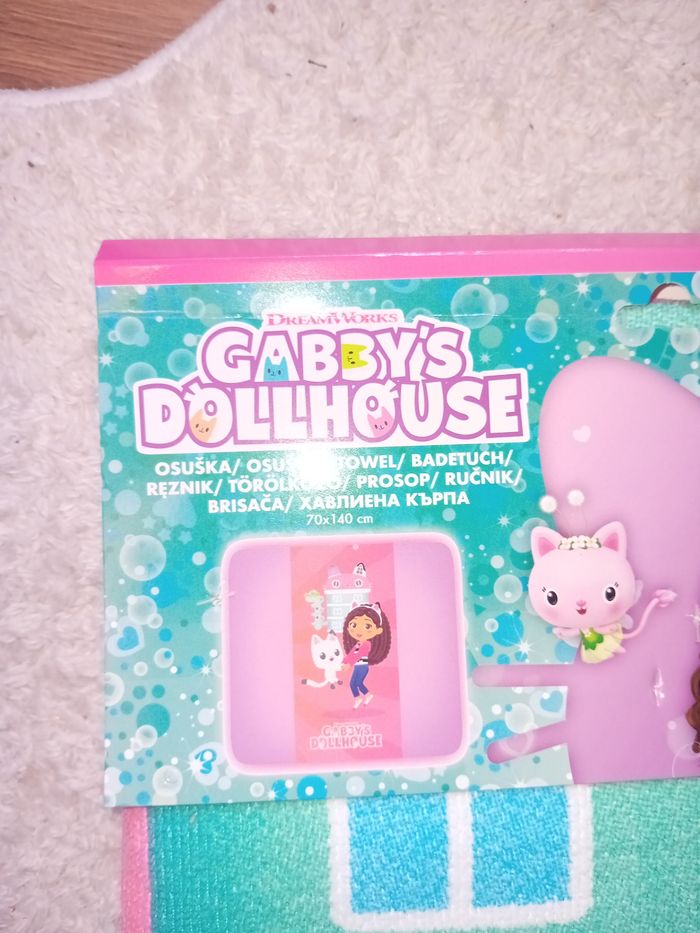 DREAMWORKS
GABBY'S
DOLLHOUSE
OSUŠKA/ TOWEL/ BADETUCH/
RĘZNIK/ PROSOP/ RUČNIK/
BRISAČA/ ХАВЛИЕНА КЪРПА
70x140 cm
GABBY'S
DOLLHOUSE